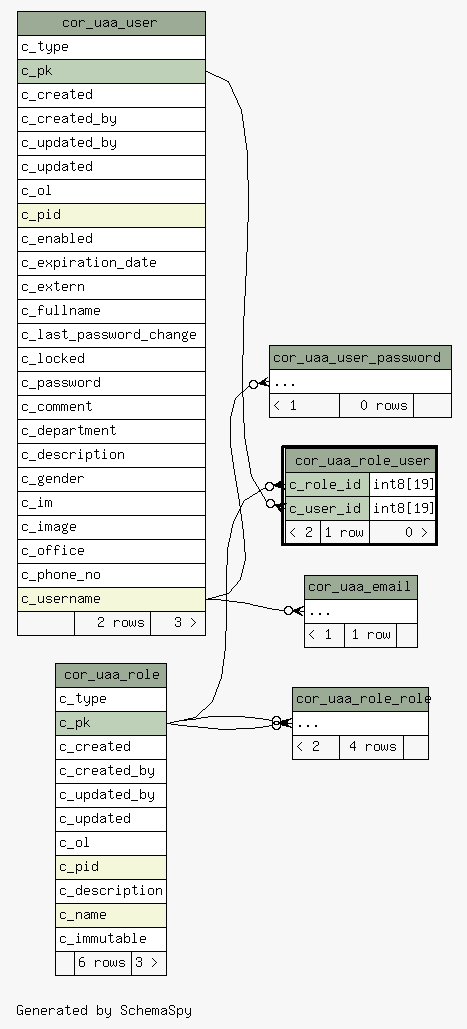 cor_uaa_user
c_type
c_pk
c_created
c_created_by
c_updated_by
c_updated
c_ol
c_pid
c_enabled
c_expiration_date
c_extern
c_fullname
c_last_password_change
c_locked
c_password
c_comment
c_department
c_description
c_gender
c_im
c_image
c_office
c_phone_no
c_username
2 rows 3 >
cor_uaa_user_password
...
< 1 0 rows
cor_uaa_role_user
c_role_id int8[19]
c_user_id int8[19]
< 2 1 row 0 >
cor_uaa_email
...
< 1 1 row
cor_uaa_role
c_type
c_pk
c_created
c_created_by
c_updated_by
c_updated
c_ol
c_pid
c_description
c_name
c_immutable
6 rows 3 >
cor_uaa_role_role
...
< 2 4 rows
Generated by SchemaSpy